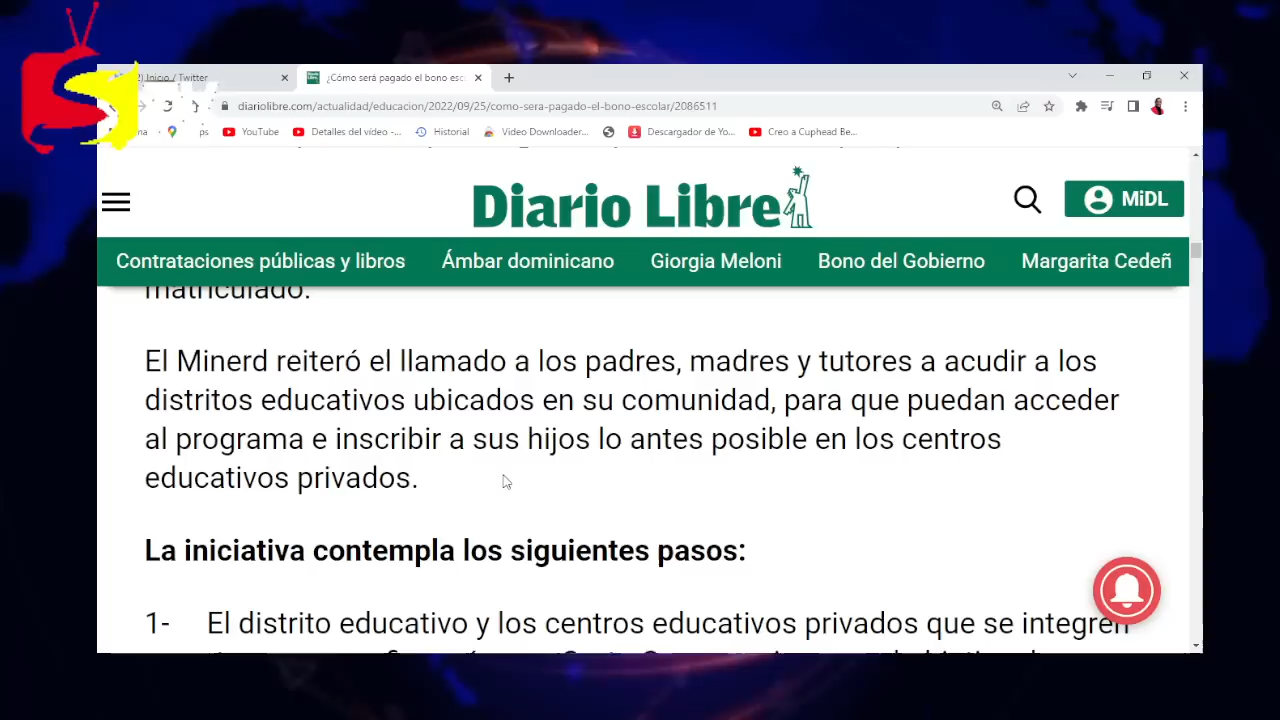 Inicio / Twitter
¿Cómo será pagado el bono esc
diariolibre.com/actualidad/educacion/2022/09/25/como-sera-pagado-el-bono-escolar/2086511
YouTube
Detalles del vídeo -...
Historial
Video Downloader...
Descargador de Yo...
Creo a Cuphead Be...
Diario Libre
MiDL
Contrataciones públicas y libros
Ámbar dominicano
Giorgia Meloni
Bono del Gobierno
Margarita Cedeñ
matriculado.
El Minerd reiteró el llamado a los padres, madres y tutores a acudir a los
distritos educativos ubicados en su comunidad, para que puedan acceder
al programa e inscribir a sus hijos lo antes posible en los centros
educativos privados.
La iniciativa contempla los siguientes pasos:
1- El distrito educativo y los centros educativos privados que se integren